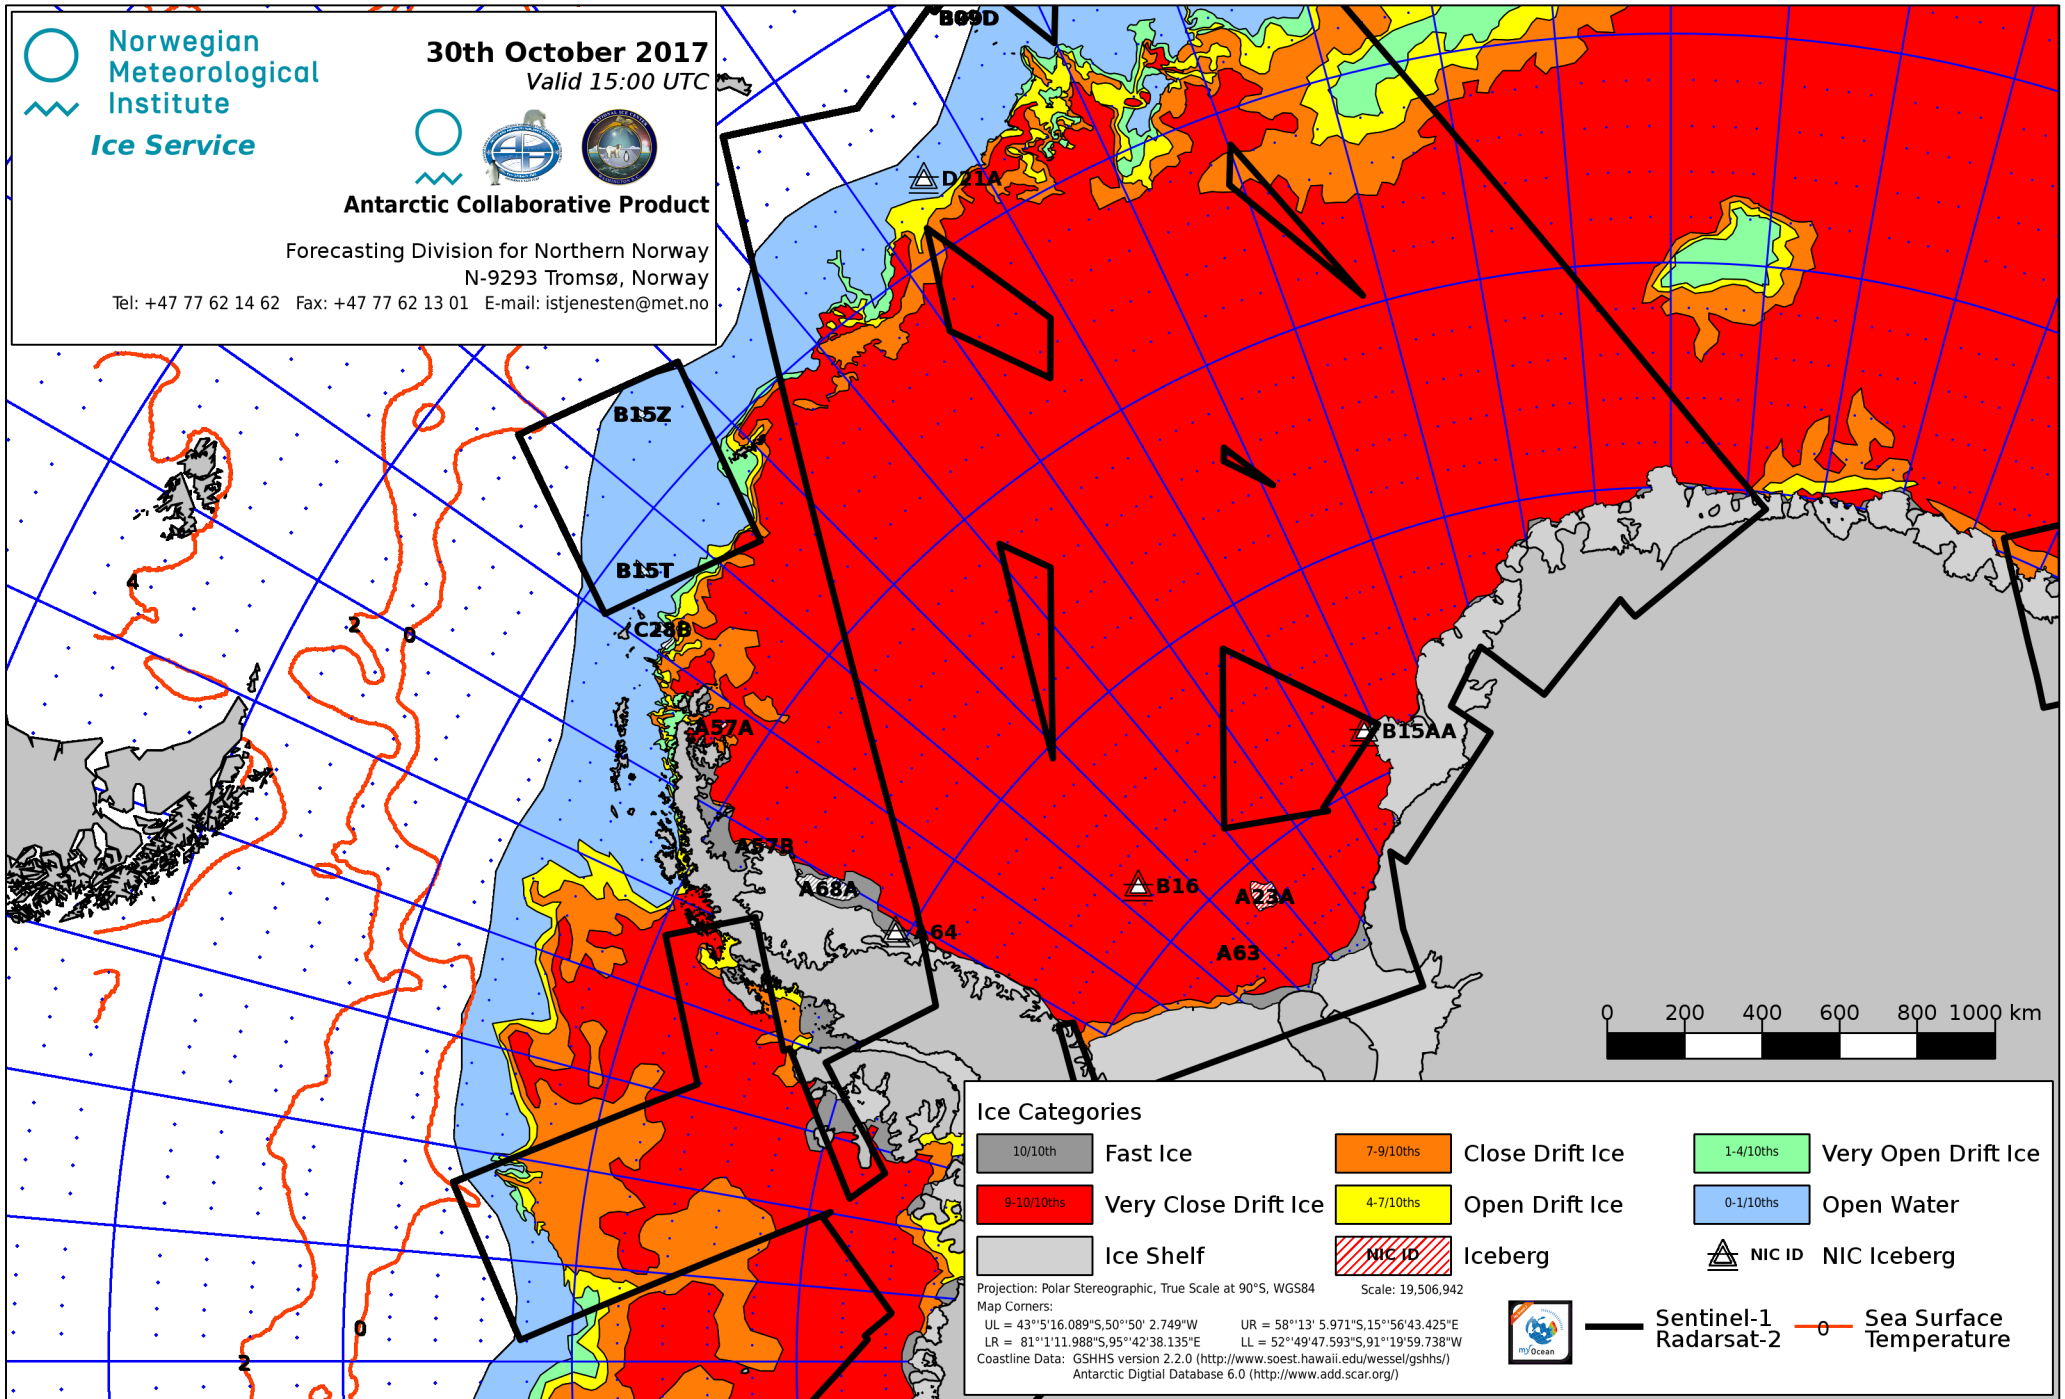 Norwegian
Meteorological
Institute
Ice Service
30th October 2017
Valid 15:00 UTC
Antarctic Collaborative Product
Forecasting Division for Northern Norway
N-9293 Tromsø, Norway
Tel: +47 77 62 14 62 Fax: +47 77 62 13 01 E-mail: istjenesten@met.no
B09D
D21A
B15Z
B15T
C28B
A57A
A57B
A68A
A64
B15AA
B16
A23A
A63
4
2
0
0
2
0 200 400 600 800 1000 km
Ice Categories
10/10th Fast Ice
7-9/10ths Close Drift Ice
1-4/10ths Very Open Drift Ice
9-10/10ths Very Close Drift Ice
4-7/10ths Open Drift Ice
0-1/10ths Open Water
Ice Shelf
NIC ID Iceberg
NIC ID NIC Iceberg
Projection: Polar Stereographic, True Scale at 90°S, WGS84 Scale: 19,506,942
Map Corners:
UL = 43°'5'16.089"S,50°'50' 2.749"W UR = 58°'13' 5.971"S,15°'56'43.425"E
LR = 81°'1'11.988"S,95°'42'38.135"E LL = 52°'49'47.593"S,91°'19'59.738"W
Coastline Data: GSHHS version 2.2.0 (http://www.soest.hawaii.edu/wessel/gshhs/)
Antarctic Digtial Database 6.0 (http://www.add.scar.org/)
myOcean
Sentinel-1
Radarsat-2
0
Sea Surface
Temperature